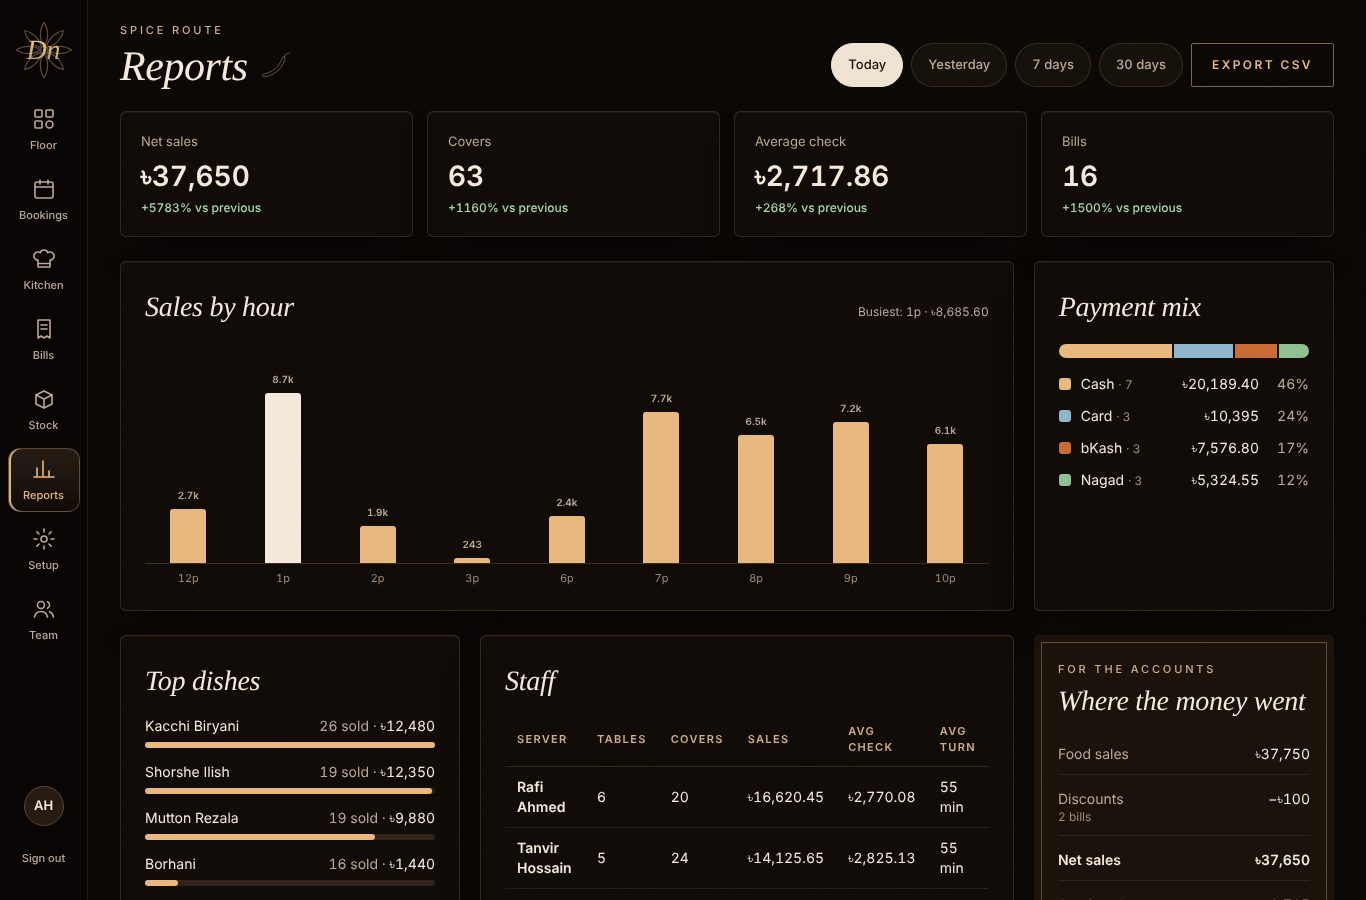 Dn
Floor
Bookings
Kitchen
Bills
Stock
Reports
Setup
Team
AH
Sign out
SPICE ROUTE
Reports
Today
Yesterday
7 days
30 days
EXPORT CSV
Net sales
৳37,650
+5783% vs previous
Covers
63
+1160% vs previous
Average check
৳2,717.86
+268% vs previous
Bills
16
+1500% vs previous
Sales by hour
Busiest: 1p · ৳8,685.60
2.7k
8.7k
1.9k
243
2.4k
7.7k
6.5k
7.2k
6.1k
12p
1p
2p
3p
6p
7p
8p
9p
10p
Payment mix
Cash · 7 ৳20,189.40 46%
Card · 3 ৳10,395 24%
bKash · 3 ৳7,576.80 17%
Nagad · 3 ৳5,324.55 12%
Top dishes
Kacchi Biryani 26 sold · ৳12,480
Shorshe Ilish 19 sold · ৳12,350
Mutton Rezala 19 sold · ৳9,880
Borhani 16 sold · ৳1,440
Staff
SERVER TABLES COVERS SALES AVG CHECK AVG TURN
Rafi Ahmed 6 20 ৳16,620.45 ৳2,770.08 55 min
Tanvir Hossain 5 24 ৳14,125.65 ৳2,825.13 55 min
FOR THE ACCOUNTS
Where the money went
Food sales ৳37,750
Discounts −৳100
2 bills
Net sales ৳37,650